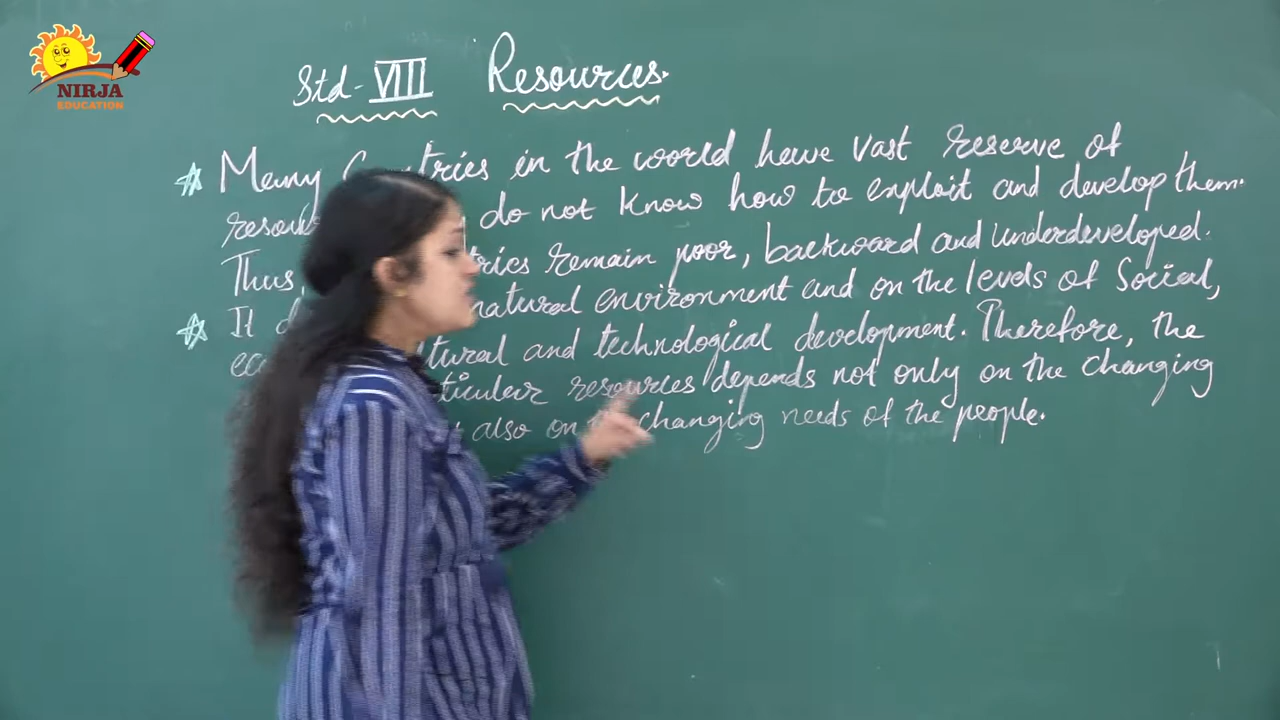 NIRJA
EDUCATION
Std - VIII Resources.
Many Countries in the world have vast reserve of
do not know how to exploit and develop them.
Thus, remain poor, backward and underdeveloped.
It natural environment and on the levels of Social,
and technological development. Therefore, the
resources depends not only on the changing
also on changing needs of the people.